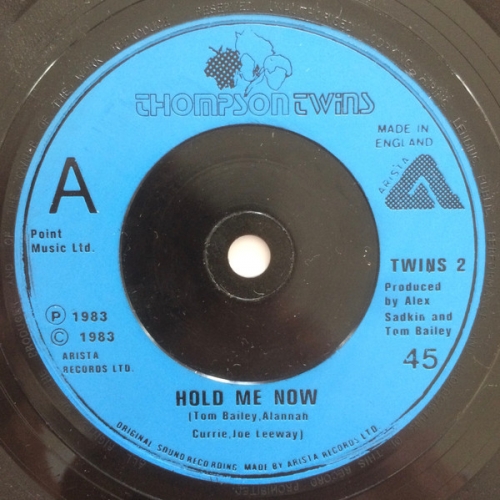 THOMPSON TWINS
MADE IN
ENGLAND
ARISTA
A
Point
Music Ltd.
TWINS 2
Produced
by Alex
Sadkin and
Tom Bailey
℗ 1983
© 1983
ARISTA
RECORDS LTD.
45
HOLD ME NOW
(Tom Bailey,Alannah
Currie,Joe Leeway)
ORIGINAL SOUND RECORDING MADE BY ARISTA RECORDS LTD